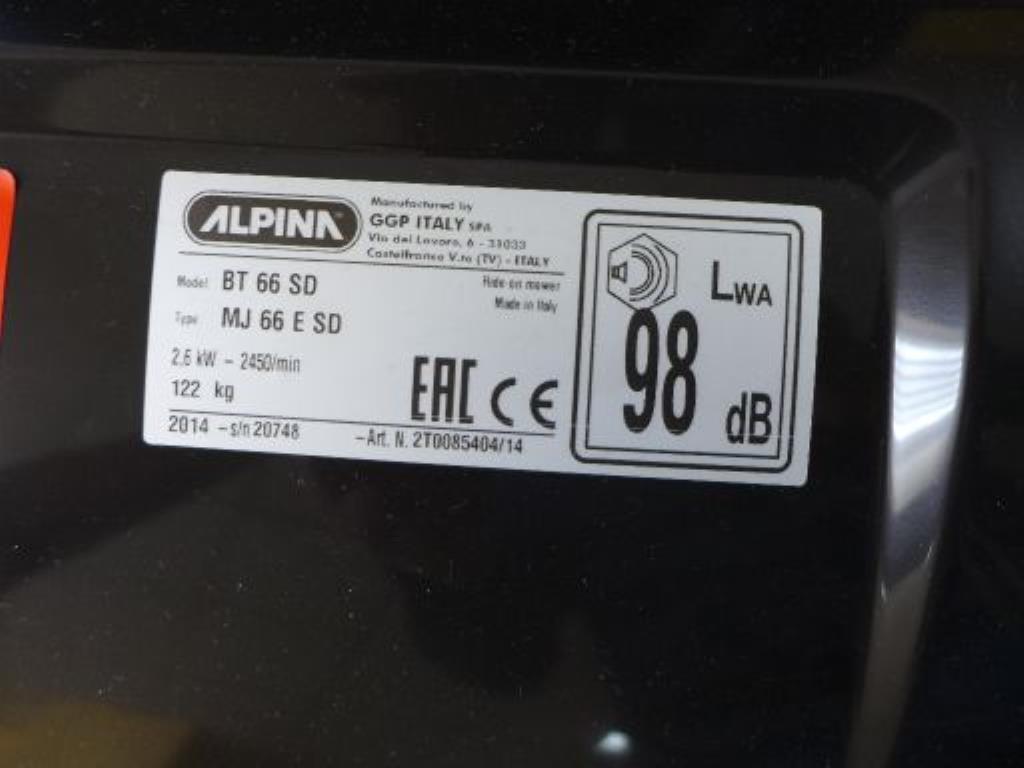 ALPINA
Manufactured by
GGP ITALY SPA
Via del Lavoro, 6 - 31033
Castelfranco V.to (TV) - ITALY
Model BT 66 SD
Ride-on mower
Made in Italy
Type MJ 66 E SD
2.6 kW - 2450/min
122 kg
EAC CE
2014 - s/n 20748
- Art. N. 2T0085404/14
LWA
98
dB